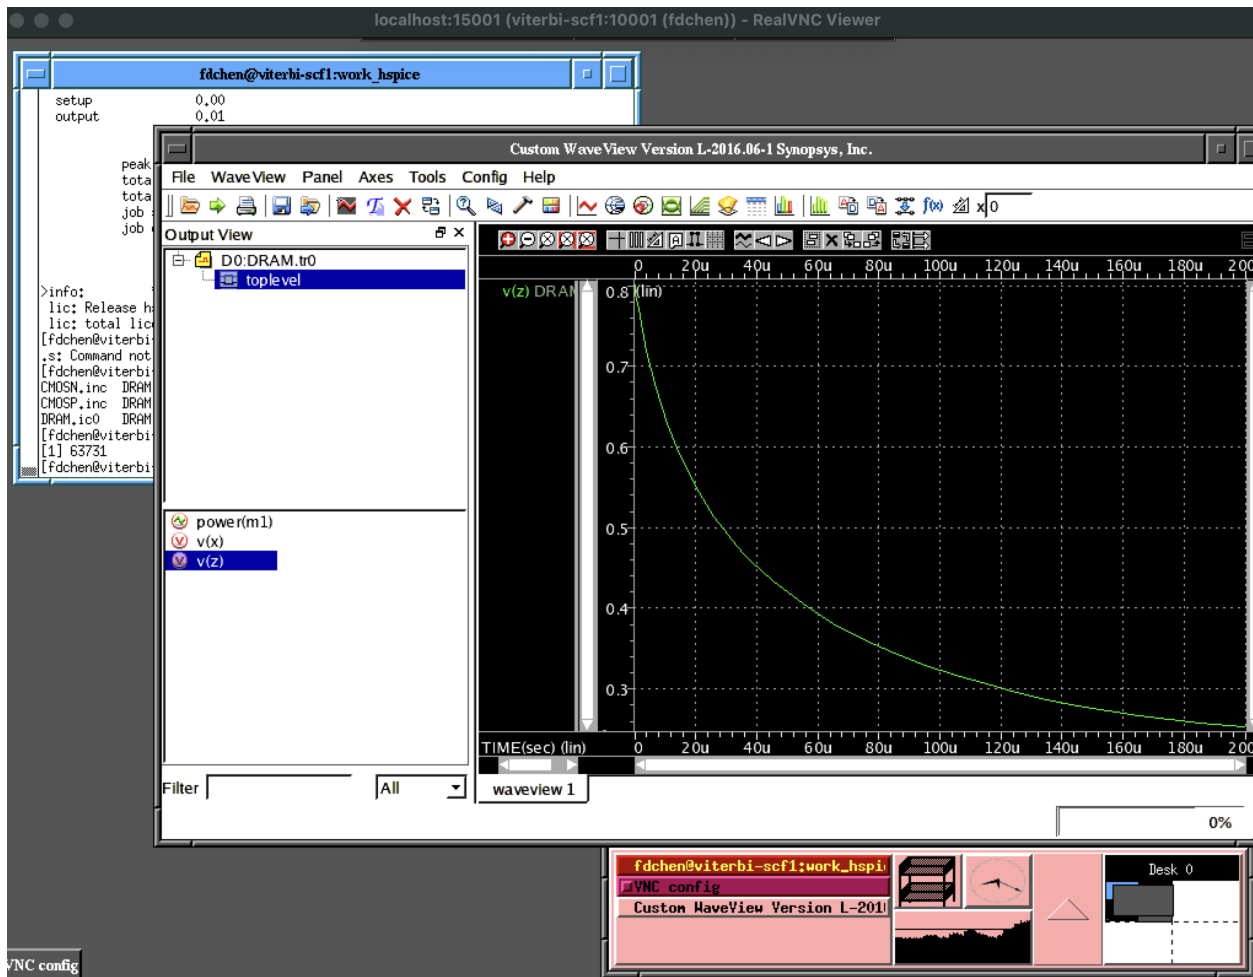 localhost:15001 (viterbi-scf1:10001 (fdchen)) - RealVNC Viewer
fdchen@viterbi-scf1:work_hspice
setup 0.00
output 0.01
peak
tota
tota
job
job
>info:
lic: Release h
lic: total lic
[fdchen@viterbi-
.s: Command not
[fdchen@viterbi-
CMOSN.inc DRAM
CMOSP.inc DRAM
DRAM.ic0 DRAM
[fdchen@viterbi-
[1] 63731
[fdchen@viterbi-
Custom WaveView Version L-2016.06-1 Synopsys, Inc.
File WaveView Panel Axes Tools Config Help
x 0
Output View
D0:DRAM.tr0
toplevel
power(m1)
v(x)
v(z)
Filter All
0 20u 40u 60u 80u 100u 120u 140u 160u 180u 200
v(z) DRAM
0.8 (lin)
0.7
0.6
0.5
0.4
0.3
TIME(sec) (lin) 0 20u 40u 60u 80u 100u 120u 140u 160u 180u 200
waveview 1
0%
fdchen@viterbi-scf1:work_hspi
VNC config
Custom WaveView Version L-201
Desk 0
VNC config